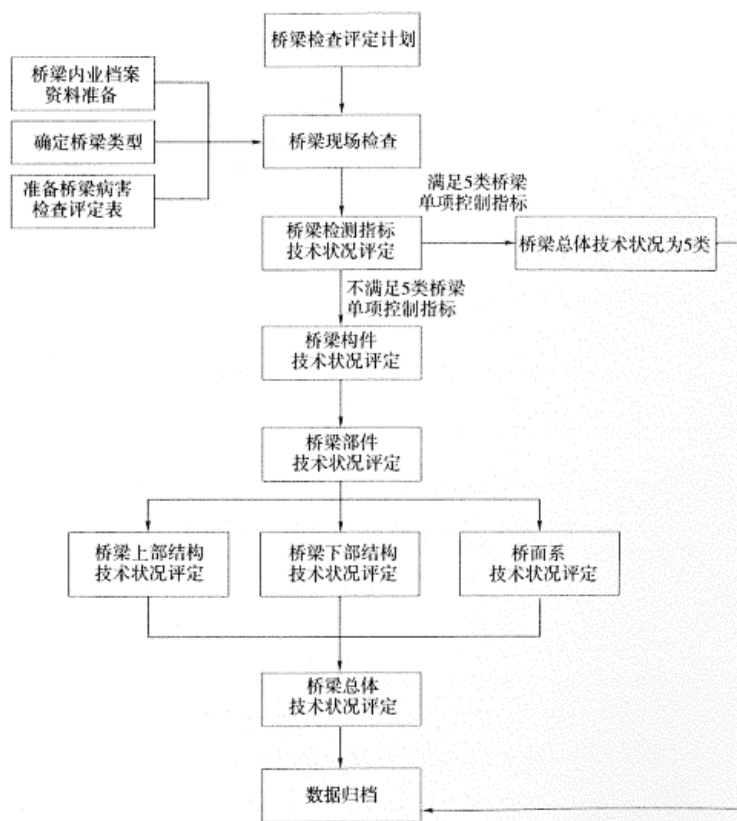 桥梁检查评定计划
桥梁内业档案
资料准备
确定桥梁类型
准备桥梁病害
检查评定表
桥梁现场检查
满足5类桥梁
单项控制指标
桥梁检测指标
技术状况评定
桥梁总体技术状况为5类
不满足5类桥梁
单项控制指标
桥梁构件
技术状况评定
桥梁部件
技术状况评定
桥梁上部结构
技术状况评定
桥梁下部结构
技术状况评定
桥面系
技术状况评定
桥梁总体
技术状况评定
数据归档